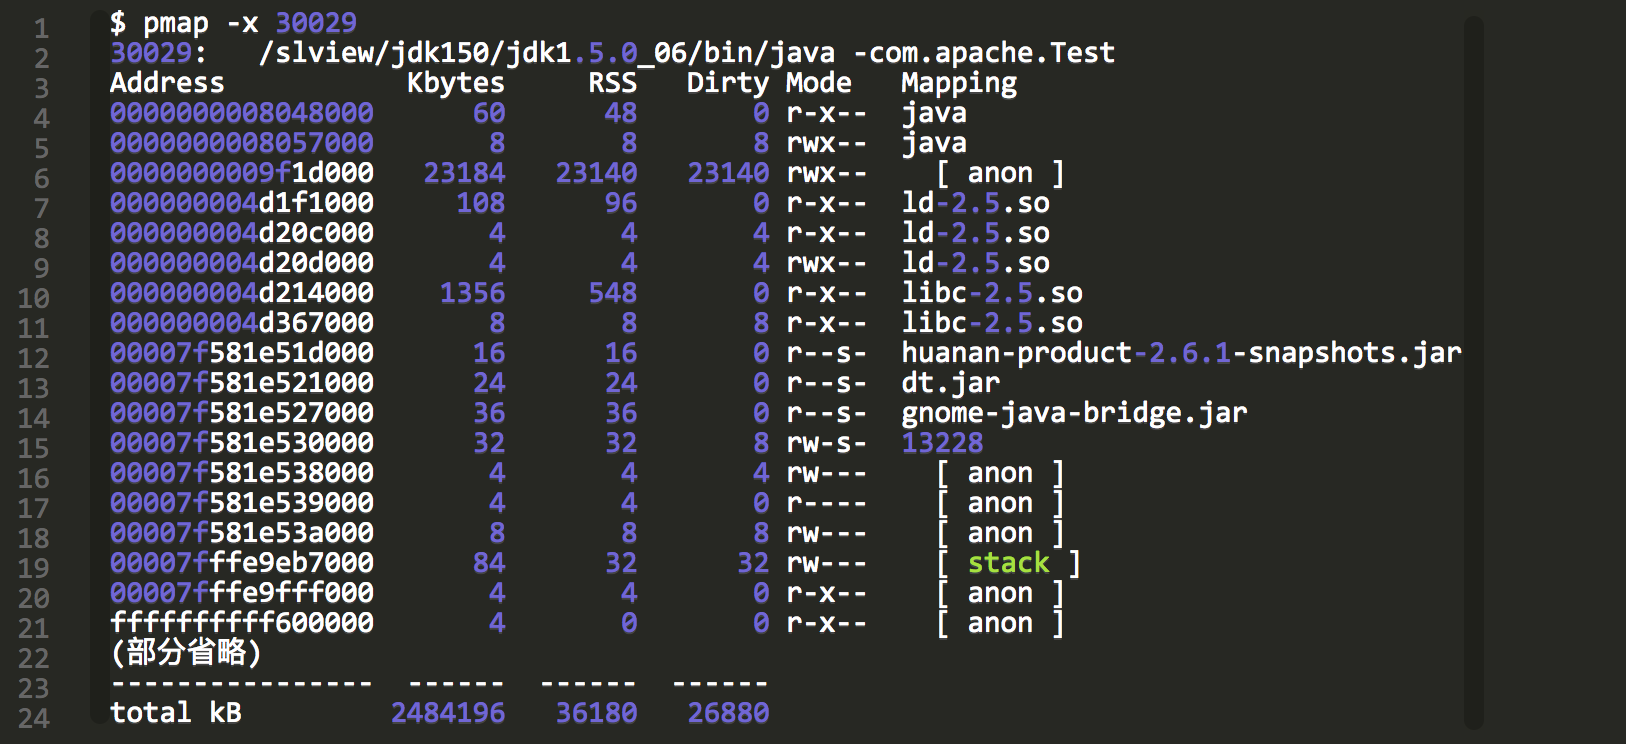 1 $ pmap -x 30029
2 30029:   /slview/jdk150/jdk1.5.0_06/bin/java -com.apache.Test
3 Address           Kbytes     RSS   Dirty Mode   Mapping
4 0000000008048000      60      48       0 r-x--  java
5 0000000008057000       8       8       8 rwx--  java
6 0000000009f1d000   23184   23140   23140 rwx--    [ anon ]
7 000000004d1f1000     108      96       0 r-x--  ld-2.5.so
8 000000004d20c000       4       4       4 r-x--  ld-2.5.so
9 000000004d20d000       4       4       4 rwx--  ld-2.5.so
10 000000004d214000    1356     548       0 r-x--  libc-2.5.so
11 000000004d367000       8       8       8 r-x--  libc-2.5.so
12 00007f581e51d000      16      16       0 r--s-  huanan-product-2.6.1-snapshots.jar
13 00007f581e521000      24      24       0 r--s-  dt.jar
14 00007f581e527000      36      36       0 r--s-  gnome-java-bridge.jar
15 00007f581e530000      32      32       8 rw-s-  13228
16 00007f581e538000       4       4       4 rw---    [ anon ]
17 00007f581e539000       4       4       0 r----    [ anon ]
18 00007f581e53a000       8       8       8 rw---    [ anon ]
19 00007fffe9eb7000      84      32      32 rw---    [ stack ]
20 00007fffe9fff000       4       4       0 r-x--    [ anon ]
21 ffffffffff600000       4       0       0 r-x--    [ anon ]
22 (部分省略)
23 ----------------  ------  ------  ------
24 total kB         2484196   36180   26880